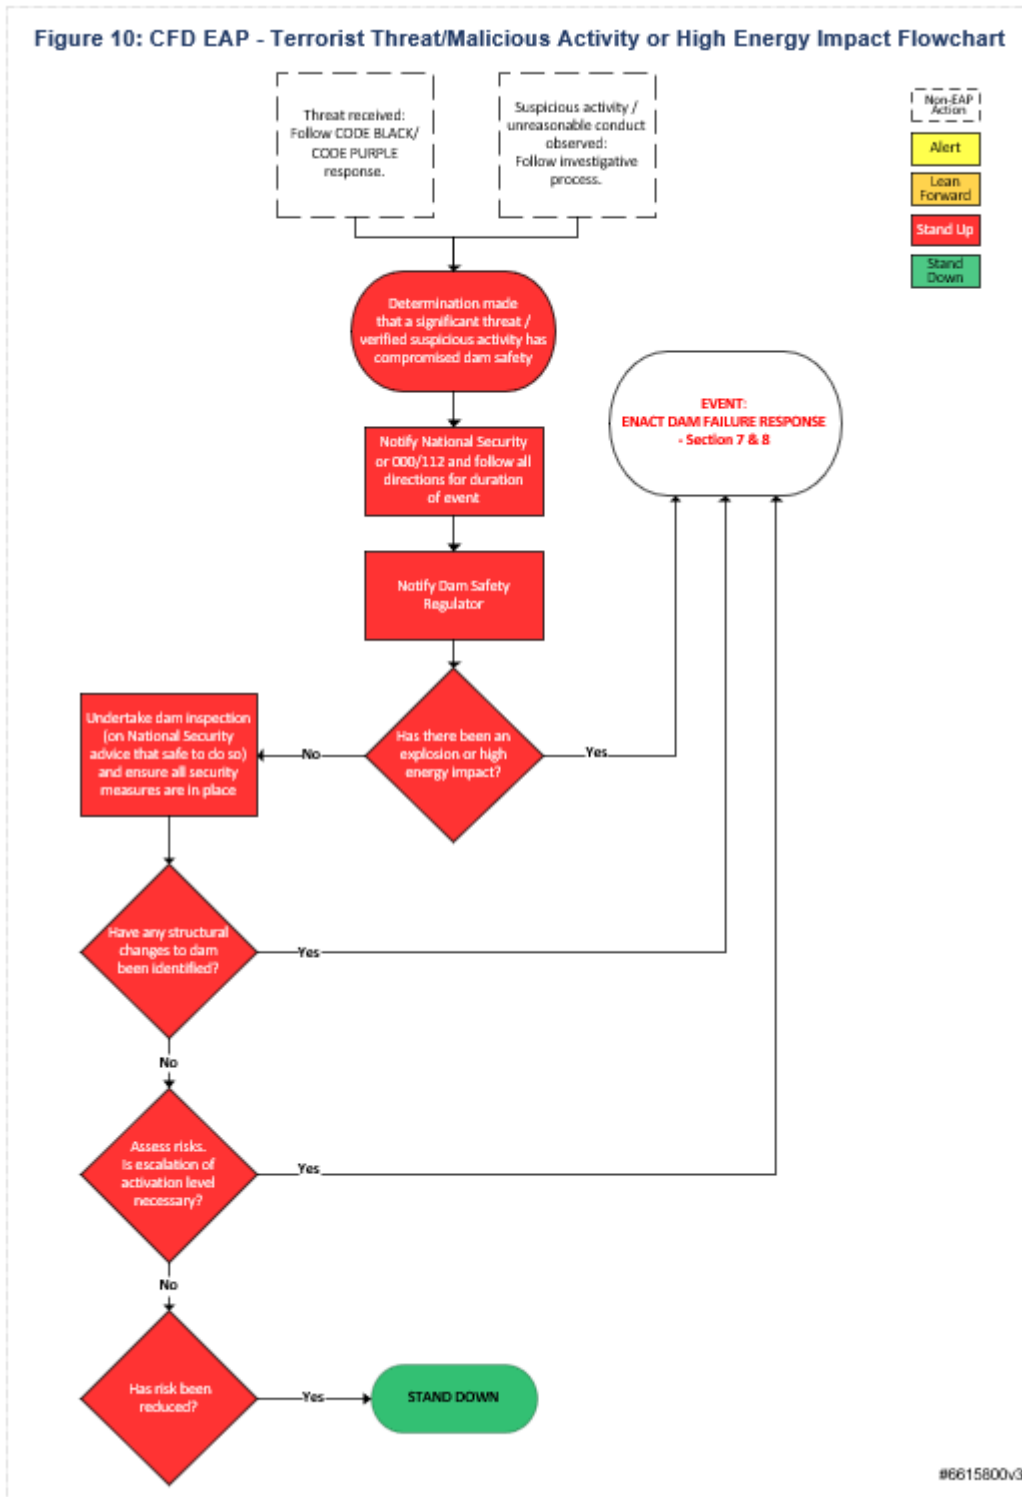 Figure 10: CFD EAP - Terrorist Threat/Malicious Activity or High Energy Impact Flowchart
Threat received:
Follow CODE BLACK/
CODE PURPLE
response.
Suspicious activity /
unreasonable conduct
observed:
Follow investigative
process.
Non-EAP
Action
Alert
Lean
Forward
Stand Up
Stand
Down
Determination made
that a significant threat /
verified suspicious activity has
compromised dam safety
EVENT:
ENACT DAM FAILURE RESPONSE
- Section 7 & 8
Notify National Security
or 000/112 and follow all
directions for duration
of event
Notify Dam Safety
Regulator
Has there been an
explosion or high
energy impact?
No
Yes
Undertake dam inspection
(on National Security
advice that safe to do so)
and ensure all security
measures are in place
Have any structural
changes to dam
been identified?
Yes
No
Assess risks.
Is escalation of
activation level
necessary?
Yes
No
Has risk been
reduced?
Yes
STAND DOWN
#6615800v3